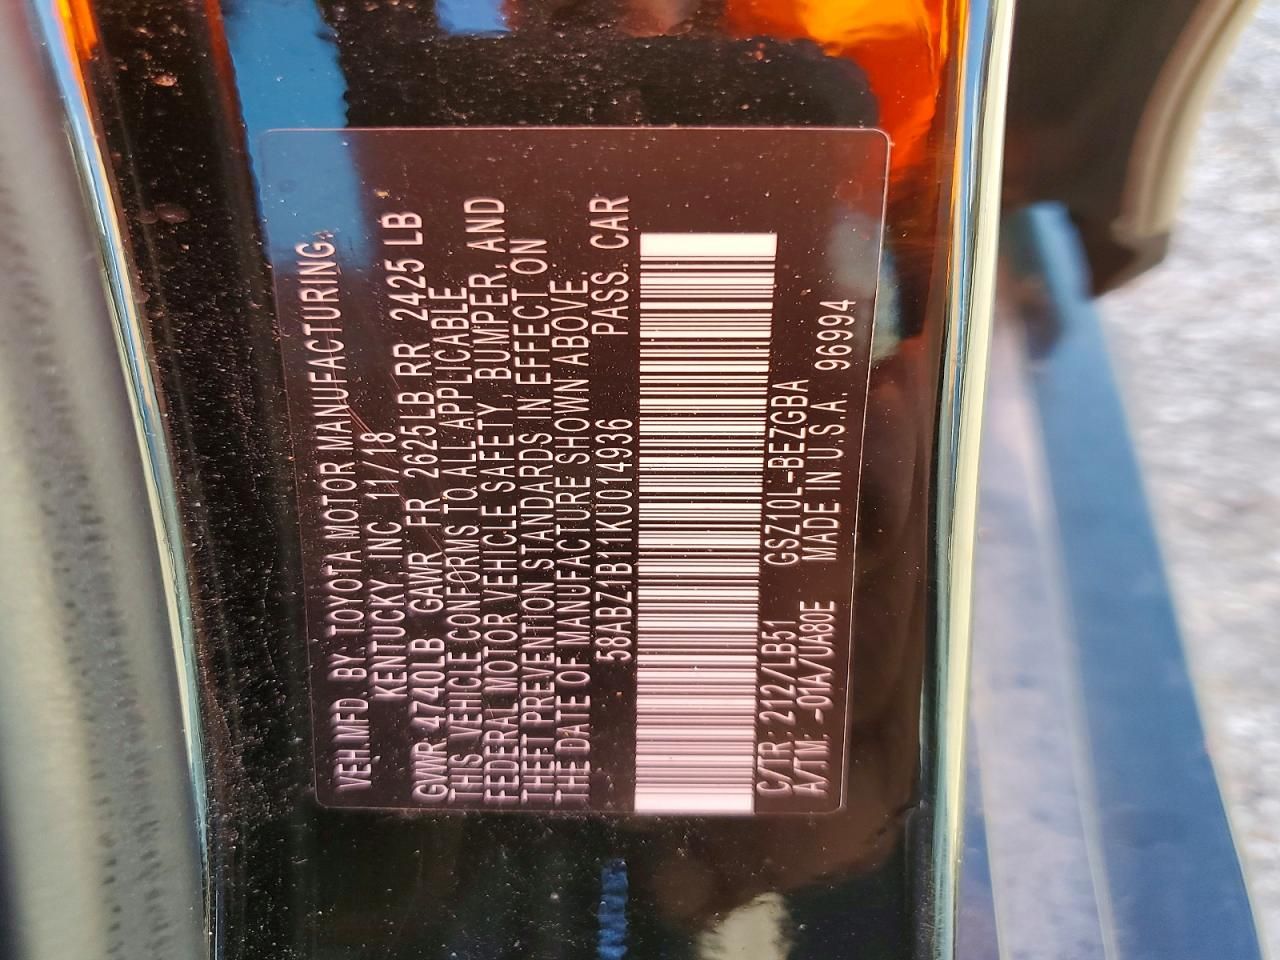 VEH.MFD. BY:TOYOTA MOTOR MANUFACTURING.
KENTUCKY, INC 11/18
GVWR 4740LB GAWR FR 2625LB RR 2425 LB
THIS VEHICLE CONFORMS TO ALL APPLICABLE
FEDERAL MOTOR VEHICLE SAFETY, BUMPER, AND
THEFT PREVENTION STANDARDS IN EFFECT ON
THE DATE OF MANUFACTURE SHOWN ABOVE.
58ABZ1B11KU014936 PASS. CAR
C/TR: 212/LB51 GSZ10L-BEZGBA
A/TM: -01A/UA80E MADE IN U.S.A. 96994